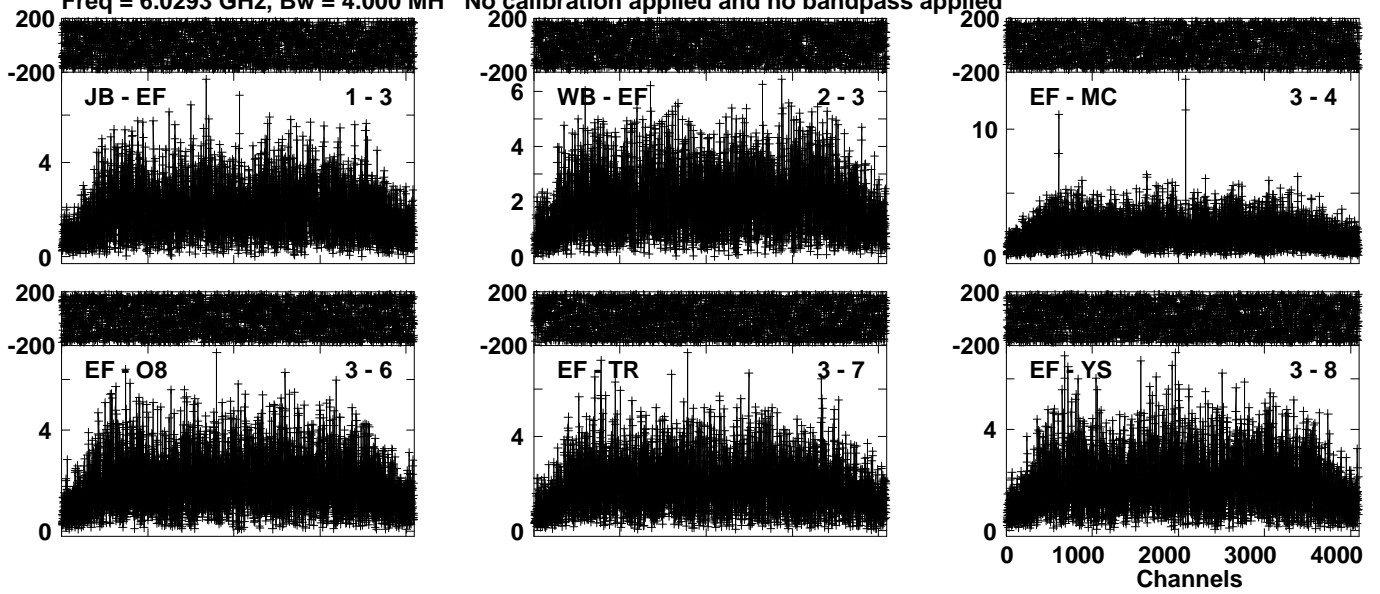 Freq = 6.0293 GHz, Bw = 4.000 MH No calibration applied and no bandpass applied
200 200 200
-200 -200 -200
JB - EF 1 - 3 WB - EF 2 - 3 EF - MC 3 - 4
6
10
4 4
2
0 0 0
200 200 200
-200 -200 -200
EF - O8 3 - 6 EF - TR 3 - 7 EF - YS 3 - 8
4 4 4
0 0 0
0 1000 2000 3000 4000
Channels